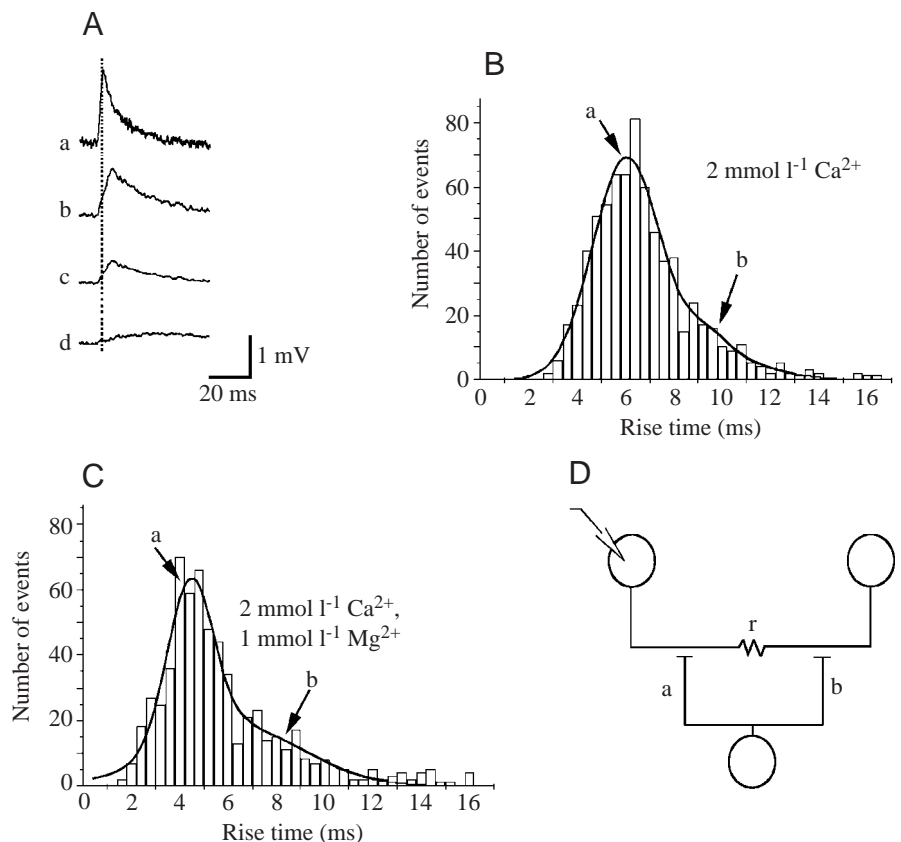 A
a
b
c
d
1 mV
20 ms
B
Number of events
80
60
40
20
0
a
b
2 mmol l⁻¹ Ca²⁺
0 2 4 6 8 10 12 14 16
Rise time (ms)
C
Number of events
80
60
40
20
0
a
2 mmol l⁻¹ Ca²⁺,
1 mmol l⁻¹ Mg²⁺
b
2 4 6 8 10 12 14 16
Rise time (ms)
D
r
a
b